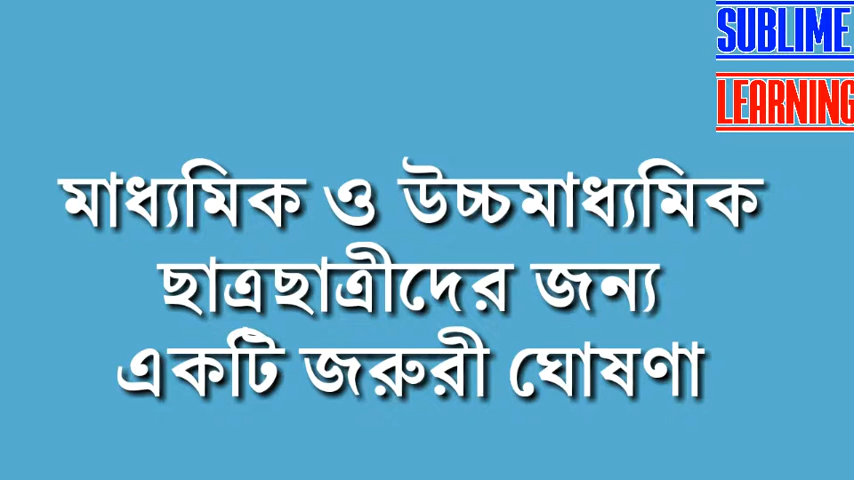 SUBLIME
LEARNING
মাধ্যমিক ও উচ্চমাধ্যমিক
ছাত্রছাত্রীদের জন্য
একটি জরুরী ঘোষণা